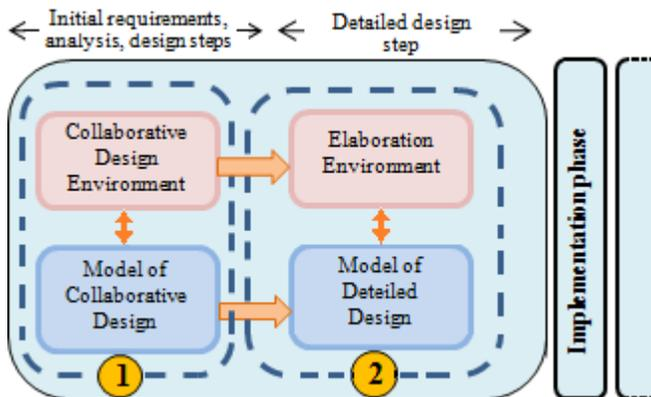 Initial requirements,
analysis, design steps
Detailed design
step
Collaborative
Design
Environment
Elaboration
Environment
Model of
Collaborative
Design
Model of
Deteiled
Design
1
2
Implementation phase